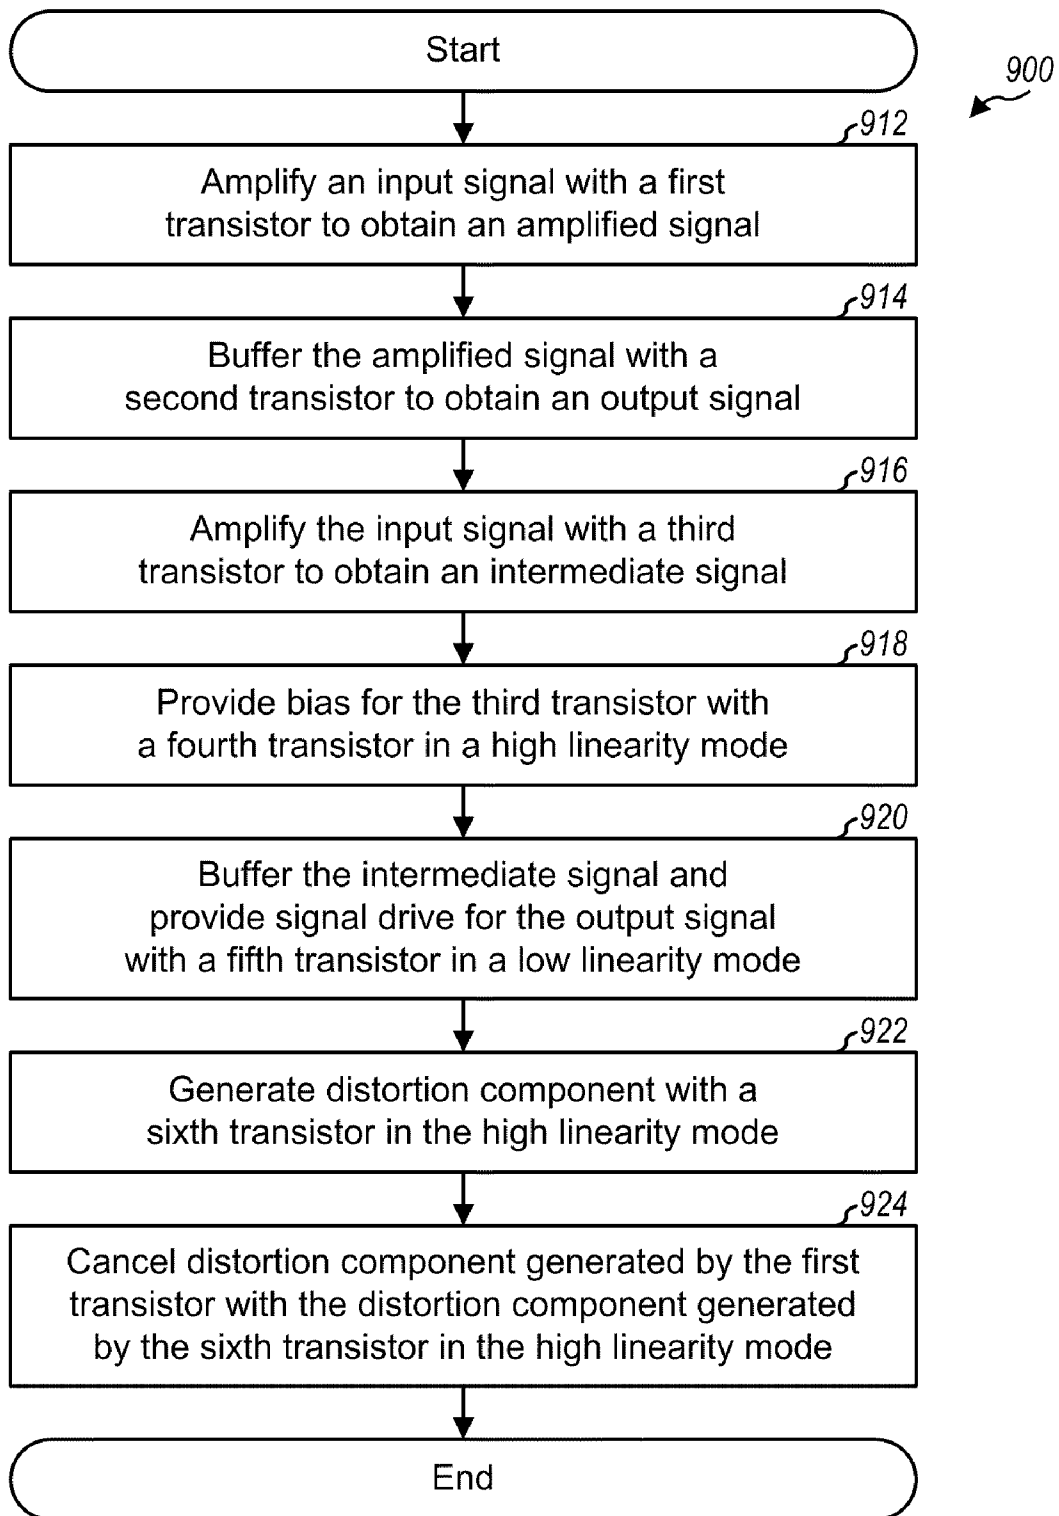 Start
900
912
Amplify an input signal with a first
transistor to obtain an amplified signal
914
Buffer the amplified signal with a
second transistor to obtain an output signal
916
Amplify the input signal with a third
transistor to obtain an intermediate signal
918
Provide bias for the third transistor with
a fourth transistor in a high linearity mode
920
Buffer the intermediate signal and
provide signal drive for the output signal
with a fifth transistor in a low linearity mode
922
Generate distortion component with a
sixth transistor in the high linearity mode
924
Cancel distortion component generated by the first
transistor with the distortion component generated
by the sixth transistor in the high linearity mode
End